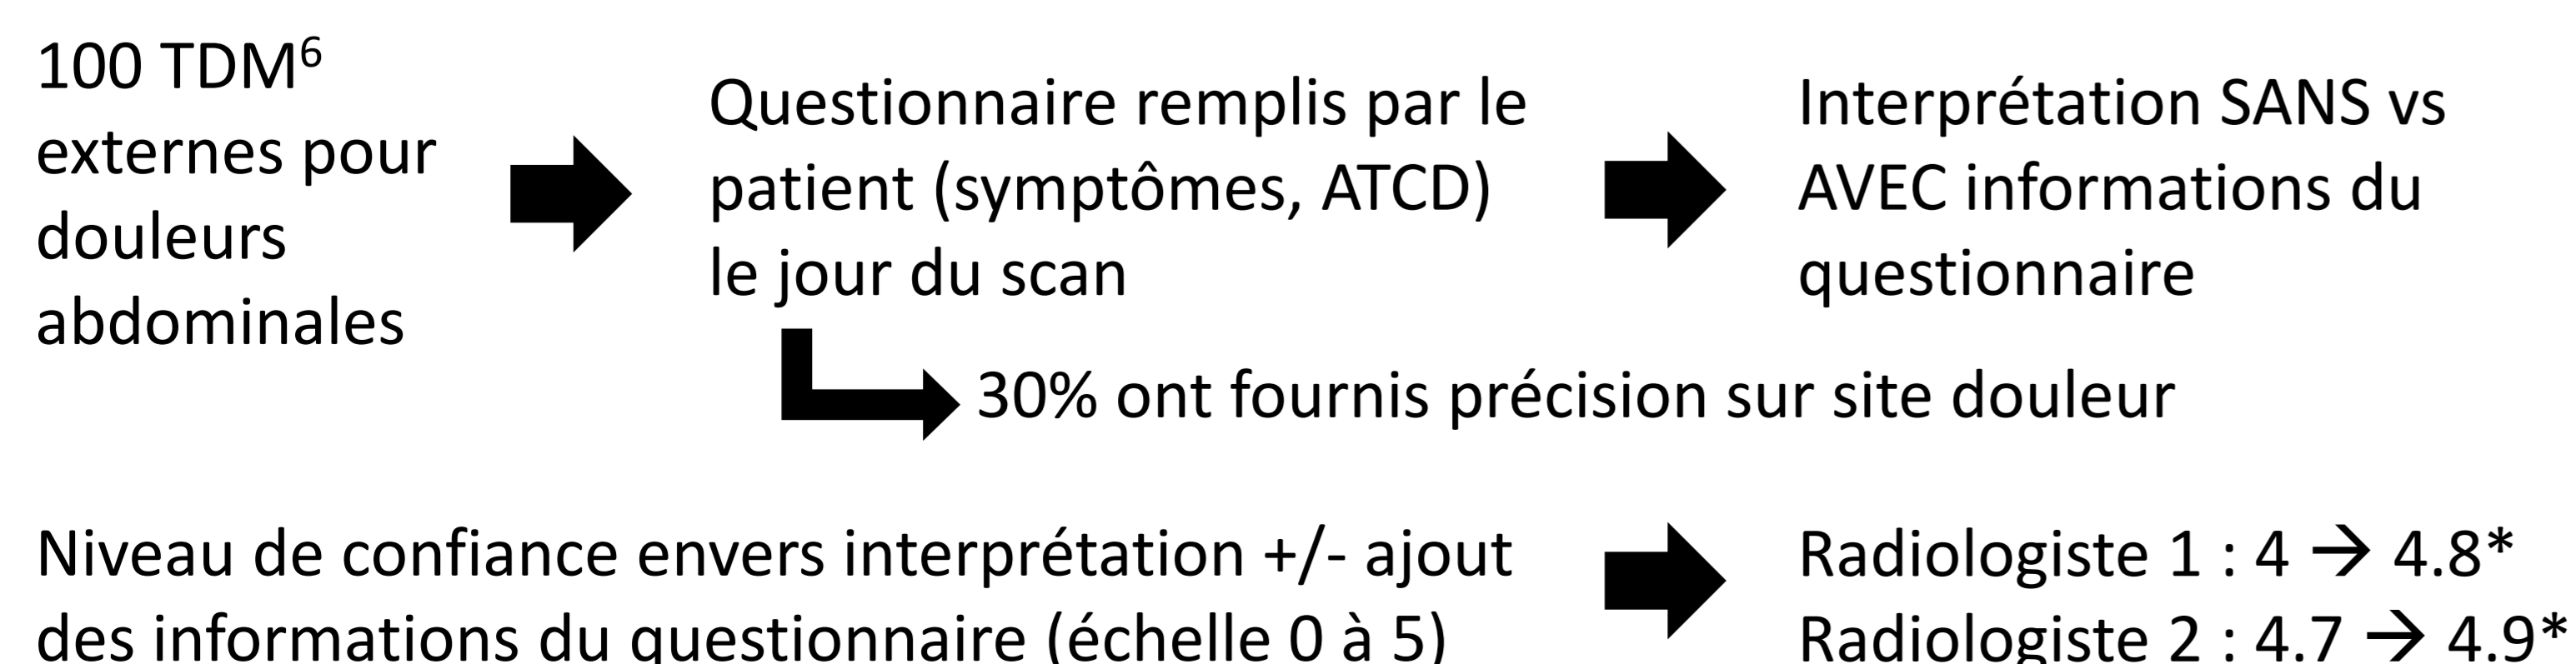 100 TDM⁶
externes pour
douleurs
abdominales
Questionnaire remplis par le
patient (symptômes, ATCD)
le jour du scan
Interprétation SANS vs
AVEC informations du
questionnaire
30% ont fournis précision sur site douleur
Niveau de confiance envers interprétation +/- ajout
des informations du questionnaire (échelle 0 à 5)
Radiologiste 1 : 4 → 4.8*
Radiologiste 2 : 4.7 → 4.9*